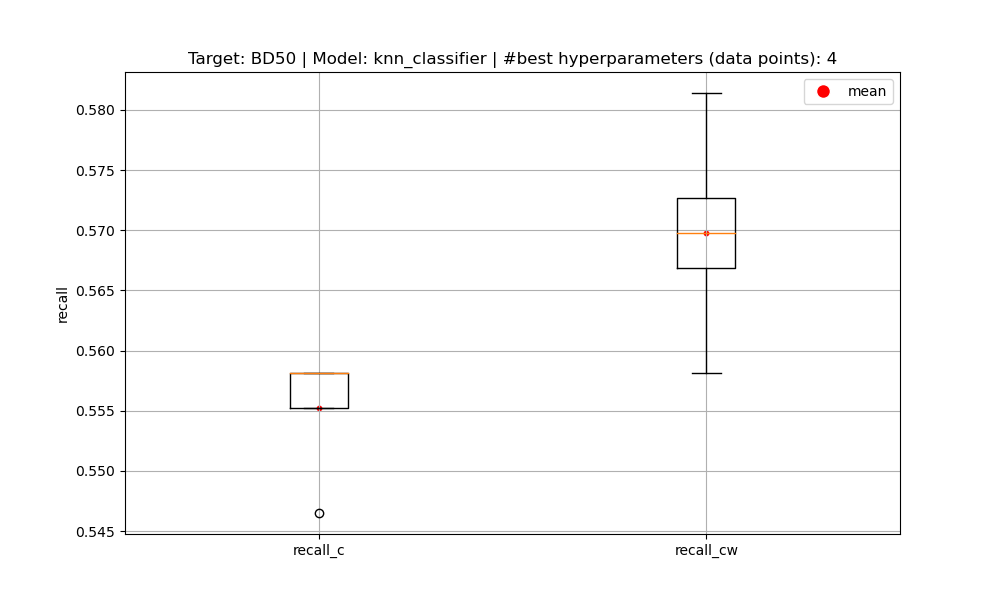 Target: BD50 | Model: knn_classifier | #best hyperparameters (data points): 4
mean
0.580
0.575
0.570
0.565
0.560
0.555
0.550
0.545
recall
recall_c
recall_cw